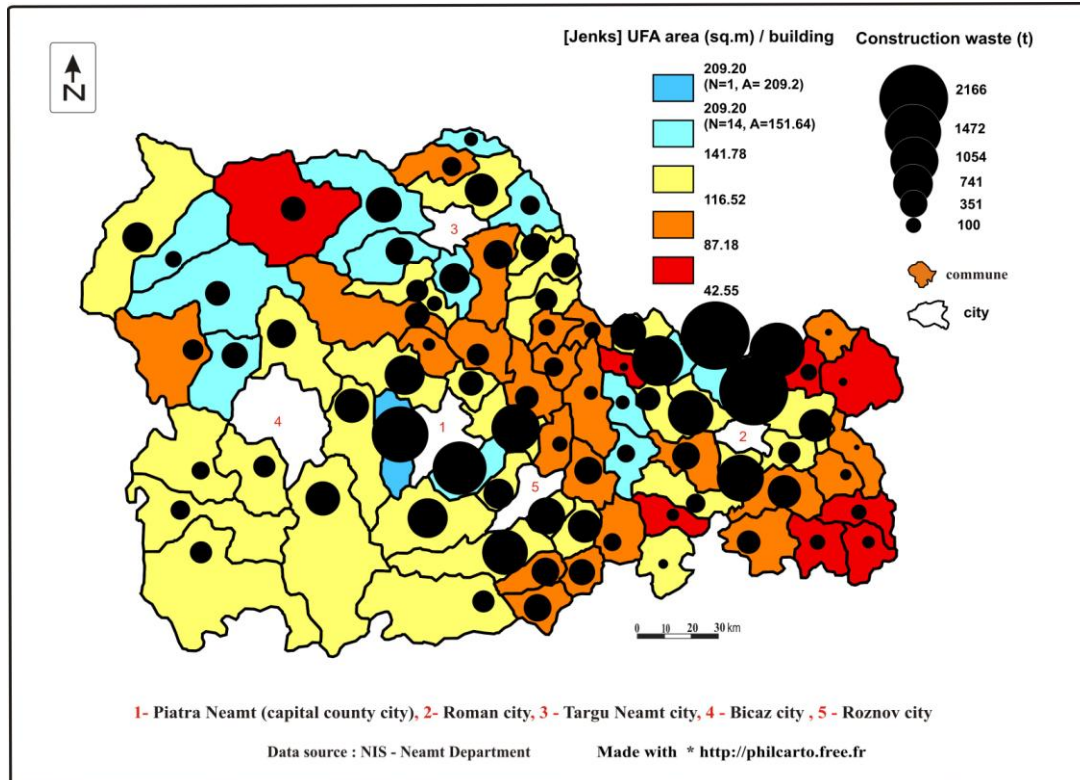 [Jenks] UFA area (sq.m) / building
Construction waste (t)
209.20
(N=1, A= 209.2)
209.20
(N=14, A=151.64)
141.78
116.52
87.18
42.55
2166
1472
1054
741
351
100
commune
city
N
3
4
1
2
5
0 10 20 30 km
1- Piatra Neamt (capital county city), 2- Roman city, 3 - Targu Neamt city, 4 - Bicaz city , 5 - Roznov city
Data source : NIS - Neamt Department
Made with * http://philcarto.free.fr